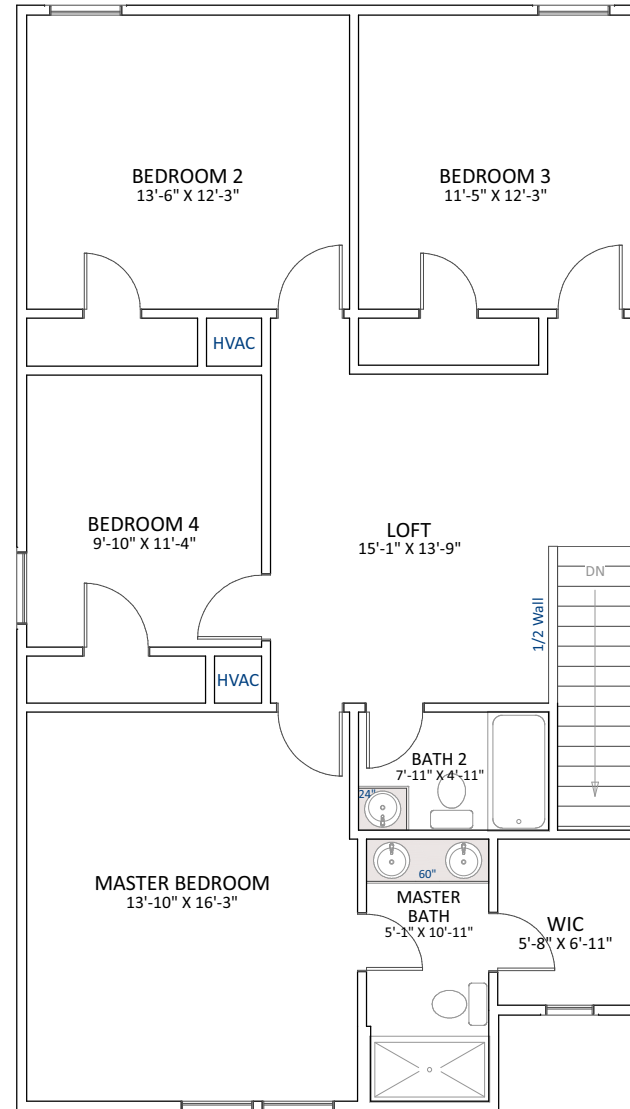 BEDROOM 2
13'-6" X 12'-3"
BEDROOM 3
11'-5" X 12'-3"
HVAC
BEDROOM 4
9'-10" X 11'-4"
LOFT
15'-1" X 13'-9"
DN
1/2 Wall
HVAC
BATH 2
7'-11" X 4'-11"
24"
60"
MASTER BEDROOM
13'-10" X 16'-3"
MASTER
BATH
5'-1" X 10'-11"
WIC
5'-8" X 6'-11"